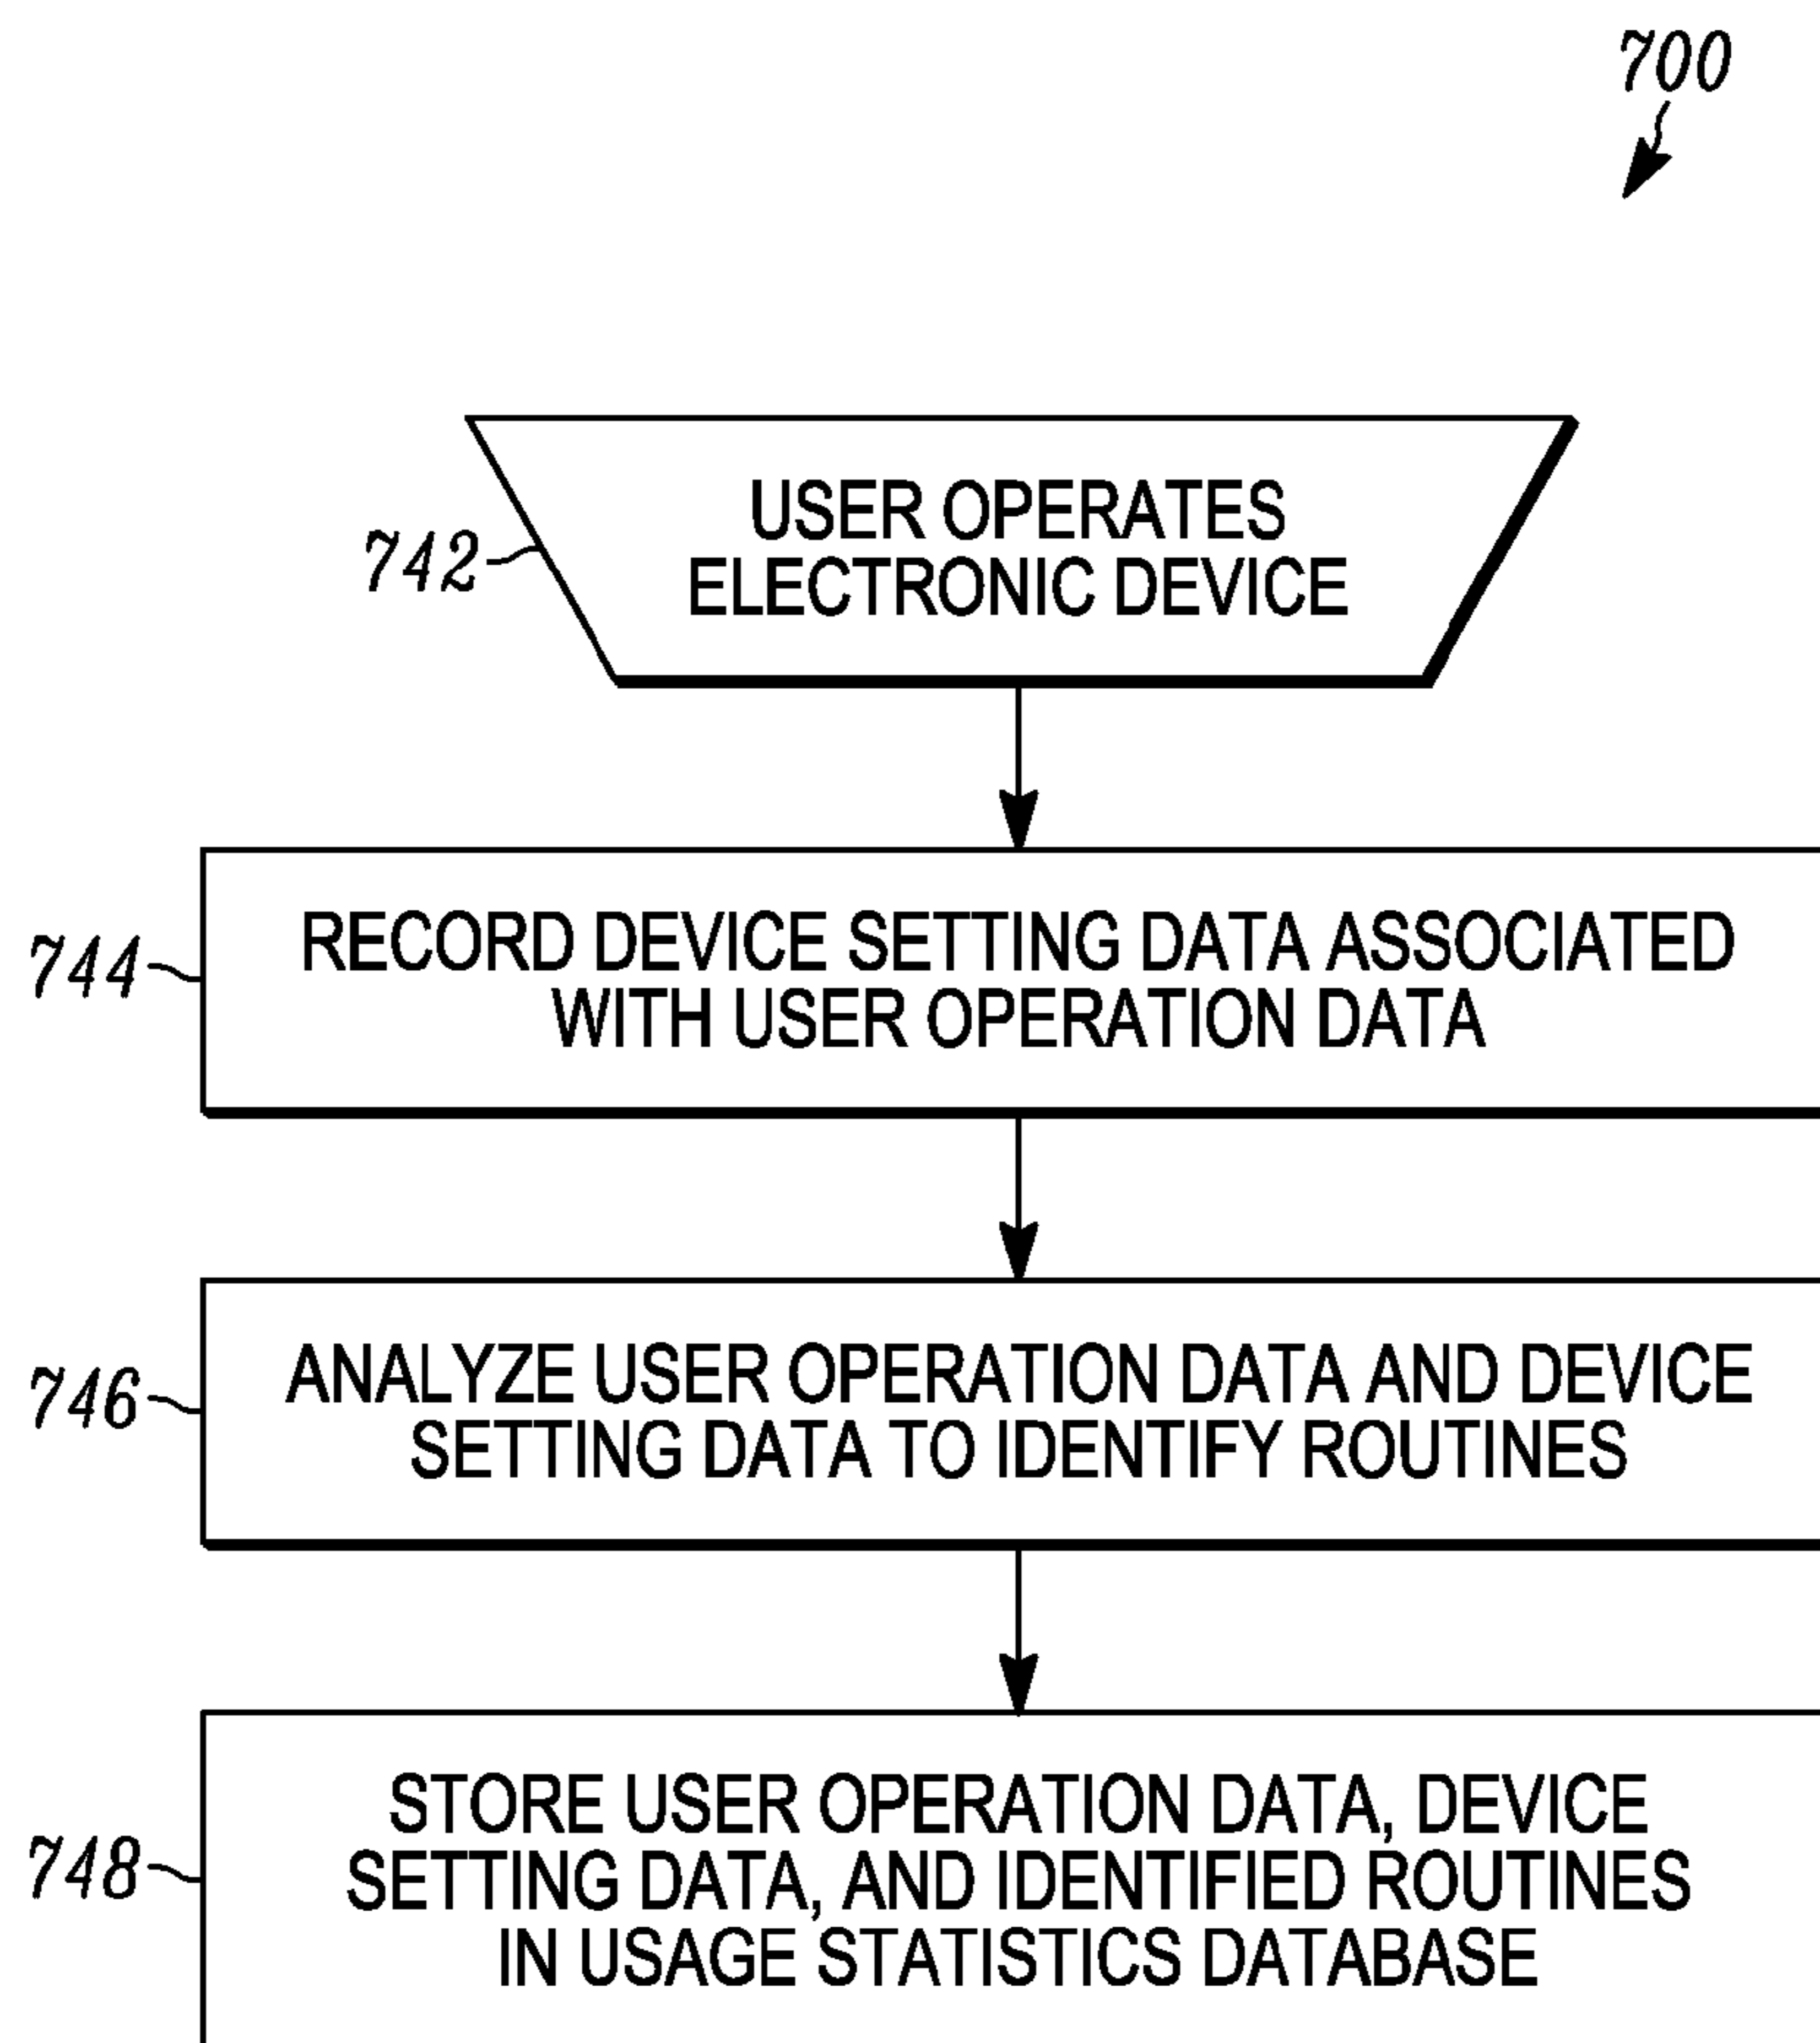 700
742
USER OPERATES
ELECTRONIC DEVICE
744
RECORD DEVICE SETTING DATA ASSOCIATED
WITH USER OPERATION DATA
746
ANALYZE USER OPERATION DATA AND DEVICE
SETTING DATA TO IDENTIFY ROUTINES
748
STORE USER OPERATION DATA, DEVICE
SETTING DATA, AND IDENTIFIED ROUTINES
IN USAGE STATISTICS DATABASE